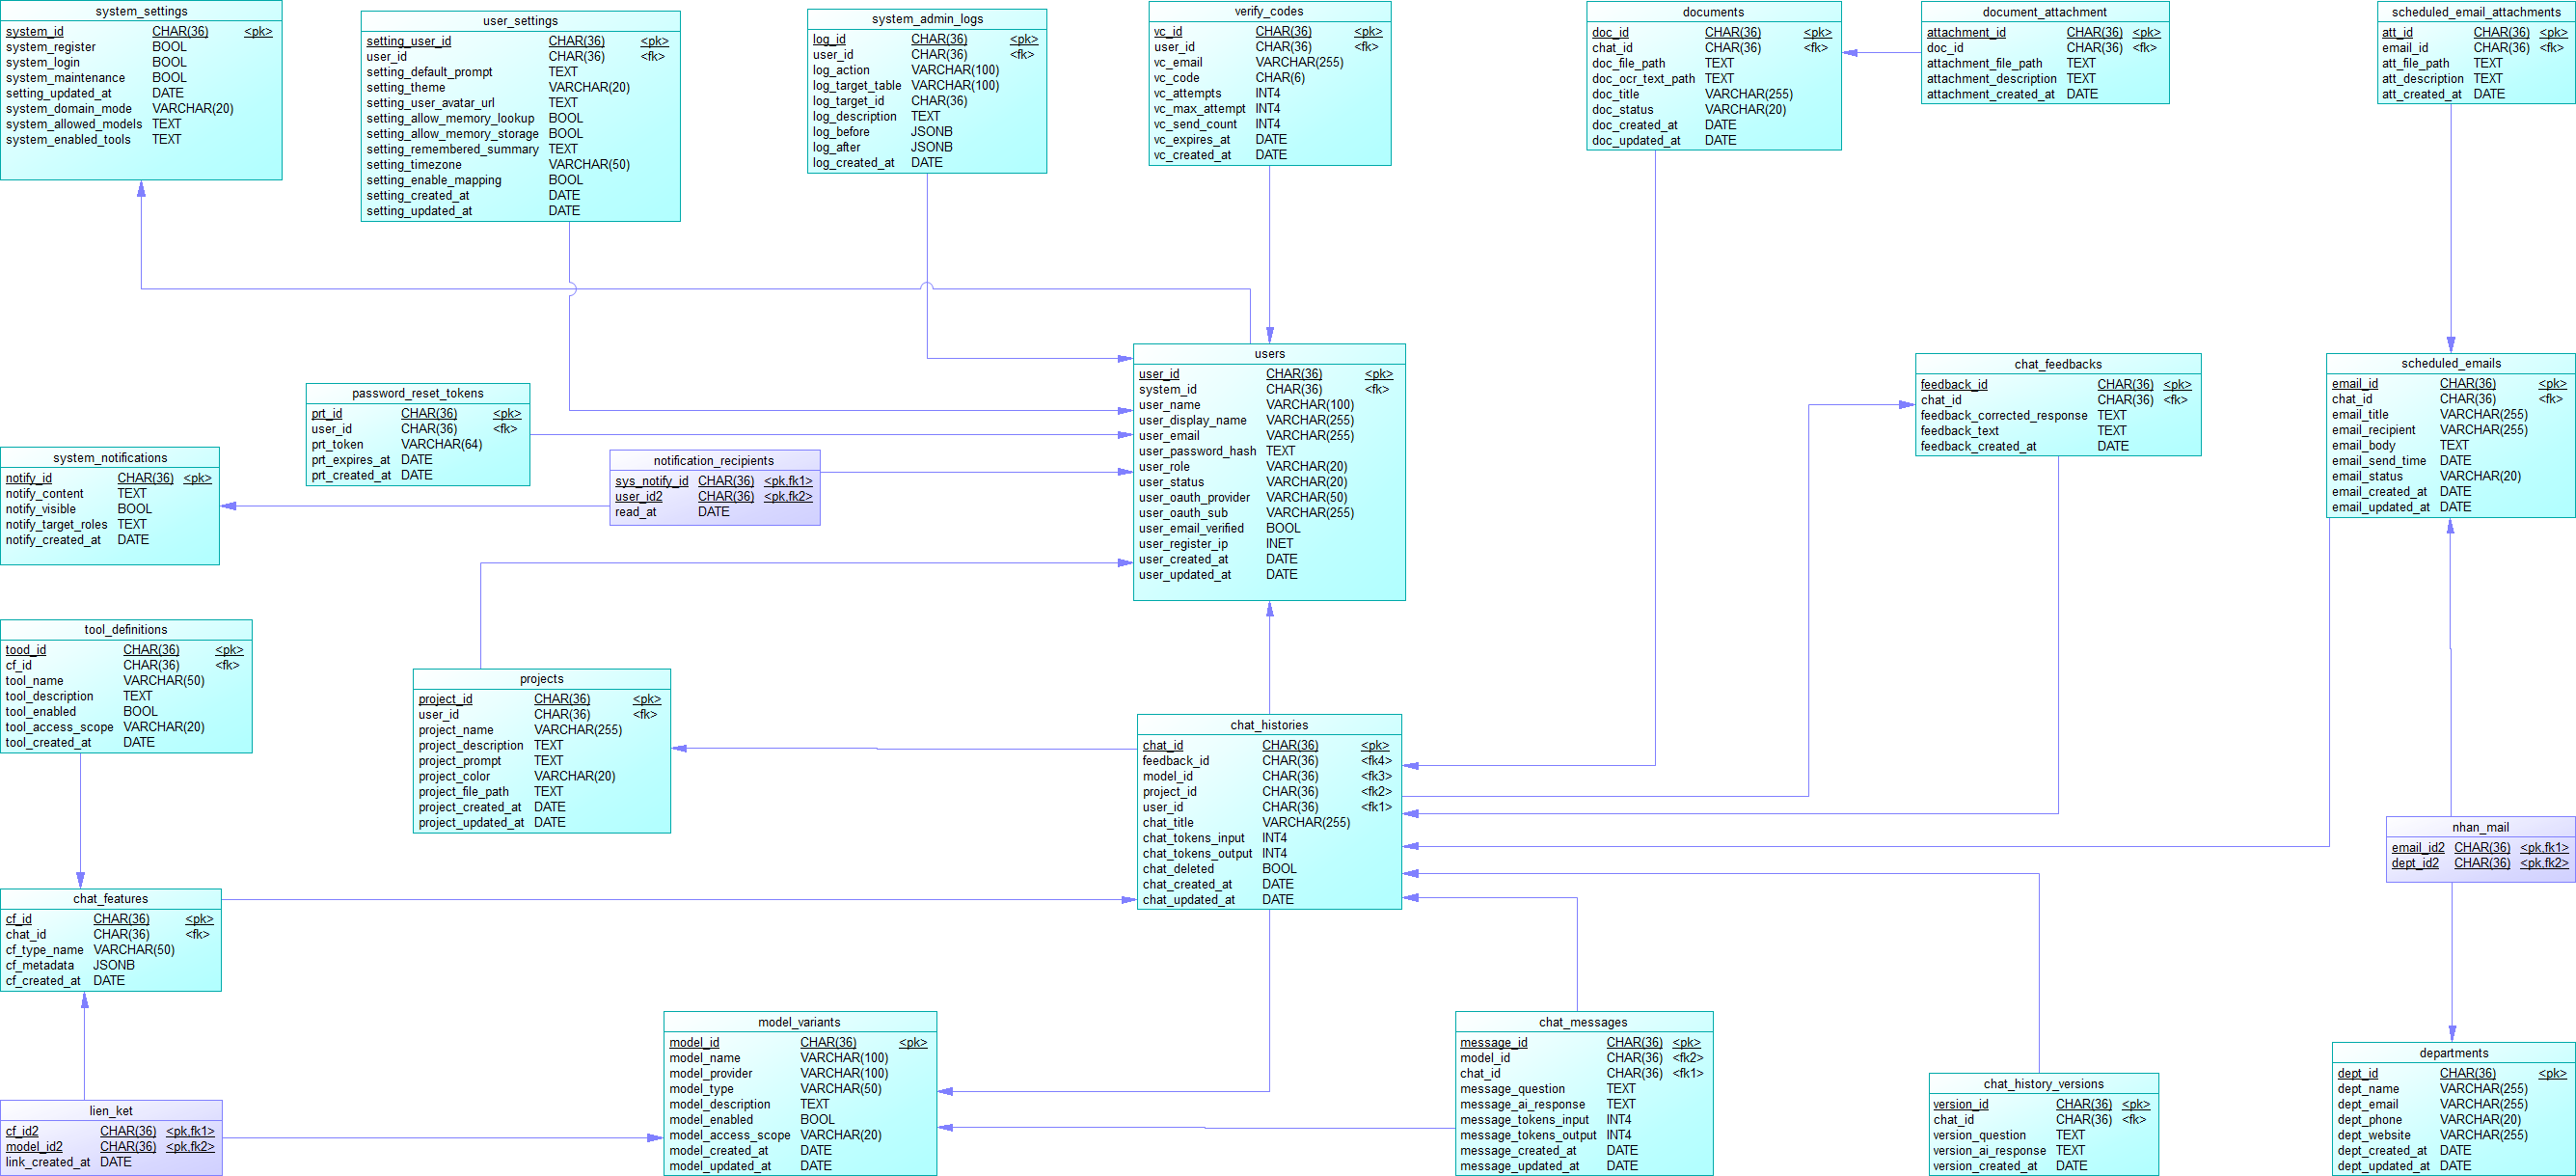 system_settings
system_id CHAR(36) <pk>
system_register BOOL
system_login BOOL
system_maintenance BOOL
setting_updated_at DATE
system_domain_mode VARCHAR(20)
system_allowed_models TEXT
system_enabled_tools TEXT
user_settings
setting_user_id CHAR(36) <pk>
user_id CHAR(36) <fk>
setting_default_prompt TEXT
setting_theme VARCHAR(20)
setting_user_avatar_url TEXT
setting_allow_memory_lookup BOOL
setting_allow_memory_storage BOOL
setting_remembered_summary TEXT
setting_timezone VARCHAR(50)
setting_enable_mapping BOOL
setting_created_at DATE
setting_updated_at DATE
system_admin_logs
log_id CHAR(36) <pk>
user_id CHAR(36) <fk>
log_action VARCHAR(100)
log_target_table VARCHAR(100)
log_target_id CHAR(36)
log_description TEXT
log_before JSONB
log_after JSONB
log_created_at DATE
verify_codes
vc_id CHAR(36) <pk>
user_id CHAR(36) <fk>
vc_email VARCHAR(255)
vc_code CHAR(6)
vc_attempts INT4
vc_max_attempt INT4
vc_send_count INT4
vc_expires_at DATE
vc_created_at DATE
documents
doc_id CHAR(36) <pk>
chat_id CHAR(36) <fk>
doc_file_path TEXT
doc_ocr_text_path TEXT
doc_title VARCHAR(255)
doc_status VARCHAR(20)
doc_created_at DATE
doc_updated_at DATE
document_attachment
attachment_id CHAR(36) <pk>
doc_id CHAR(36) <fk>
attachment_file_path TEXT
attachment_description TEXT
attachment_created_at DATE
scheduled_email_attachments
att_id CHAR(36) <pk>
email_id CHAR(36) <fk>
att_file_path TEXT
att_description TEXT
att_created_at DATE
users
user_id CHAR(36) <pk>
system_id CHAR(36) <fk>
user_name VARCHAR(100)
user_display_name VARCHAR(255)
user_email VARCHAR(255)
user_password_hash TEXT
user_role VARCHAR(20)
user_status VARCHAR(20)
user_oauth_provider VARCHAR(50)
user_oauth_sub VARCHAR(255)
user_email_verified BOOL
user_register_ip INET
user_created_at DATE
user_updated_at DATE
chat_feedbacks
feedback_id CHAR(36) <pk>
chat_id CHAR(36) <fk>
feedback_corrected_response TEXT
feedback_text TEXT
feedback_created_at DATE
scheduled_emails
email_id CHAR(36) <pk>
chat_id CHAR(36) <fk>
email_title VARCHAR(255)
email_recipient VARCHAR(255)
email_body TEXT
email_send_time DATE
email_status VARCHAR(20)
email_created_at DATE
email_updated_at DATE
password_reset_tokens
prt_id CHAR(36) <pk>
user_id CHAR(36) <fk>
prt_token VARCHAR(64)
prt_expires_at DATE
prt_created_at DATE
system_notifications
notify_id CHAR(36) <pk>
notify_content TEXT
notify_visible BOOL
notify_target_roles TEXT
notify_created_at DATE
notification_recipients
sys_notify_id CHAR(36) <pk,fk1>
user_id2 CHAR(36) <pk,fk2>
read_at DATE
tool_definitions
tood_id CHAR(36) <pk>
cf_id CHAR(36) <fk>
tool_name VARCHAR(50)
tool_description TEXT
tool_enabled BOOL
tool_access_scope VARCHAR(20)
tool_created_at DATE
projects
project_id CHAR(36) <pk>
user_id CHAR(36) <fk>
project_name VARCHAR(255)
project_description TEXT
project_prompt TEXT
project_color VARCHAR(20)
project_file_path TEXT
project_created_at DATE
project_updated_at DATE
chat_histories
chat_id CHAR(36) <pk>
feedback_id CHAR(36) <fk4>
model_id CHAR(36) <fk3>
project_id CHAR(36) <fk2>
user_id CHAR(36) <fk1>
chat_title VARCHAR(255)
chat_tokens_input INT4
chat_tokens_output INT4
chat_deleted BOOL
chat_created_at DATE
chat_updated_at DATE
nhan_mail
email_id2 CHAR(36) <pk,fk1>
dept_id2 CHAR(36) <pk,fk2>
chat_features
cf_id CHAR(36) <pk>
chat_id CHAR(36) <fk>
cf_type_name VARCHAR(50)
cf_metadata JSONB
cf_created_at DATE
lien_ket
cf_id2 CHAR(36) <pk,fk1>
model_id2 CHAR(36) <pk,fk2>
link_created_at DATE
model_variants
model_id CHAR(36) <pk>
model_name VARCHAR(100)
model_provider VARCHAR(100)
model_type VARCHAR(50)
model_description TEXT
model_enabled BOOL
model_access_scope VARCHAR(20)
model_created_at DATE
model_updated_at DATE
chat_messages
message_id CHAR(36) <pk>
model_id CHAR(36) <fk2>
chat_id CHAR(36) <fk1>
message_question TEXT
message_ai_response TEXT
message_tokens_input INT4
message_tokens_output INT4
message_created_at DATE
message_updated_at DATE
chat_history_versions
version_id CHAR(36) <pk>
chat_id CHAR(36) <fk>
version_question TEXT
version_ai_response TEXT
version_created_at DATE
departments
dept_id CHAR(36) <pk>
dept_name VARCHAR(255)
dept_email VARCHAR(255)
dept_phone VARCHAR(20)
dept_website VARCHAR(255)
dept_created_at DATE
dept_updated_at DATE